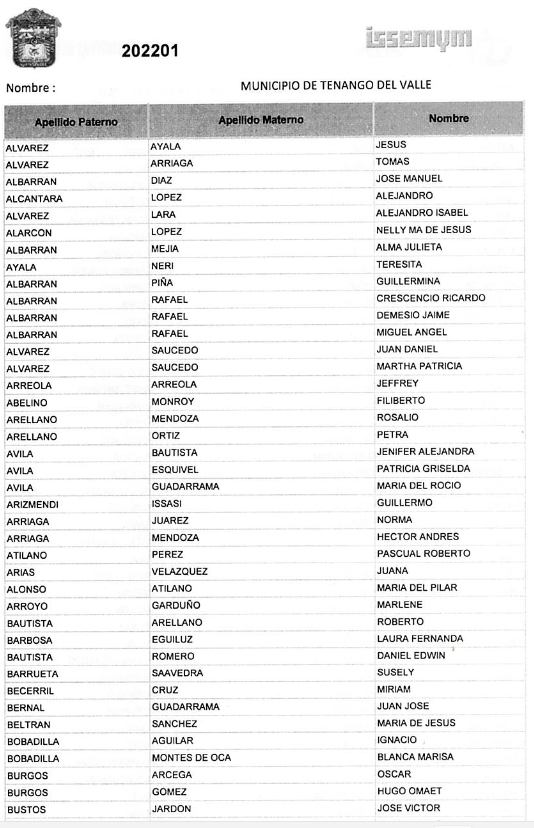 issemym
202201
Nombre : MUNICIPIO DE TENANGO DEL VALLE
Apellido Paterno Apellido Materno Nombre
ALVAREZ AYALA JESUS
ALVAREZ ARRIAGA TOMAS
ALBARRAN DIAZ JOSE MANUEL
ALCANTARA LOPEZ ALEJANDRO
ALVAREZ LARA ALEJANDRO ISABEL
ALARCON LOPEZ NELLY MA DE JESUS
ALBARRAN MEJIA ALMA JULIETA
AYALA NERI TERESITA
ALBARRAN PIÑA GUILLERMINA
ALBARRAN RAFAEL CRESCENCIO RICARDO
ALBARRAN RAFAEL DEMESIO JAIME
ALBARRAN RAFAEL MIGUEL ANGEL
ALVAREZ SAUCEDO JUAN DANIEL
ALVAREZ SAUCEDO MARTHA PATRICIA
ARREOLA ARREOLA JEFFREY
ABELINO MONROY FILIBERTO
ARELLANO MENDOZA ROSALIO
ARELLANO ORTIZ PETRA
AVILA BAUTISTA JENIFER ALEJANDRA
AVILA ESQUIVEL PATRICIA GRISELDA
AVILA GUADARRAMA MARIA DEL ROCIO
ARIZMENDI ISSASI GUILLERMO
ARRIAGA JUAREZ NORMA
ARRIAGA MENDOZA HECTOR ANDRES
ATILANO PEREZ PASCUAL ROBERTO
ARIAS VELAZQUEZ JUANA
ALONSO ATILANO MARIA DEL PILAR
ARROYO GARDUÑO MARLENE
BAUTISTA ARELLANO ROBERTO
BARBOSA EGUILUZ LAURA FERNANDA
BAUTISTA ROMERO DANIEL EDWIN
BARRUETA SAAVEDRA SUSELY
BECERRIL CRUZ MIRIAM
BERNAL GUADARRAMA JUAN JOSE
BELTRAN SANCHEZ MARIA DE JESUS
BOBADILLA AGUILAR IGNACIO
BOBADILLA MONTES DE OCA BLANCA MARISA
BURGOS ARCEGA OSCAR
BURGOS GOMEZ HUGO OMAET
BUSTOS JARDON JOSE VICTOR